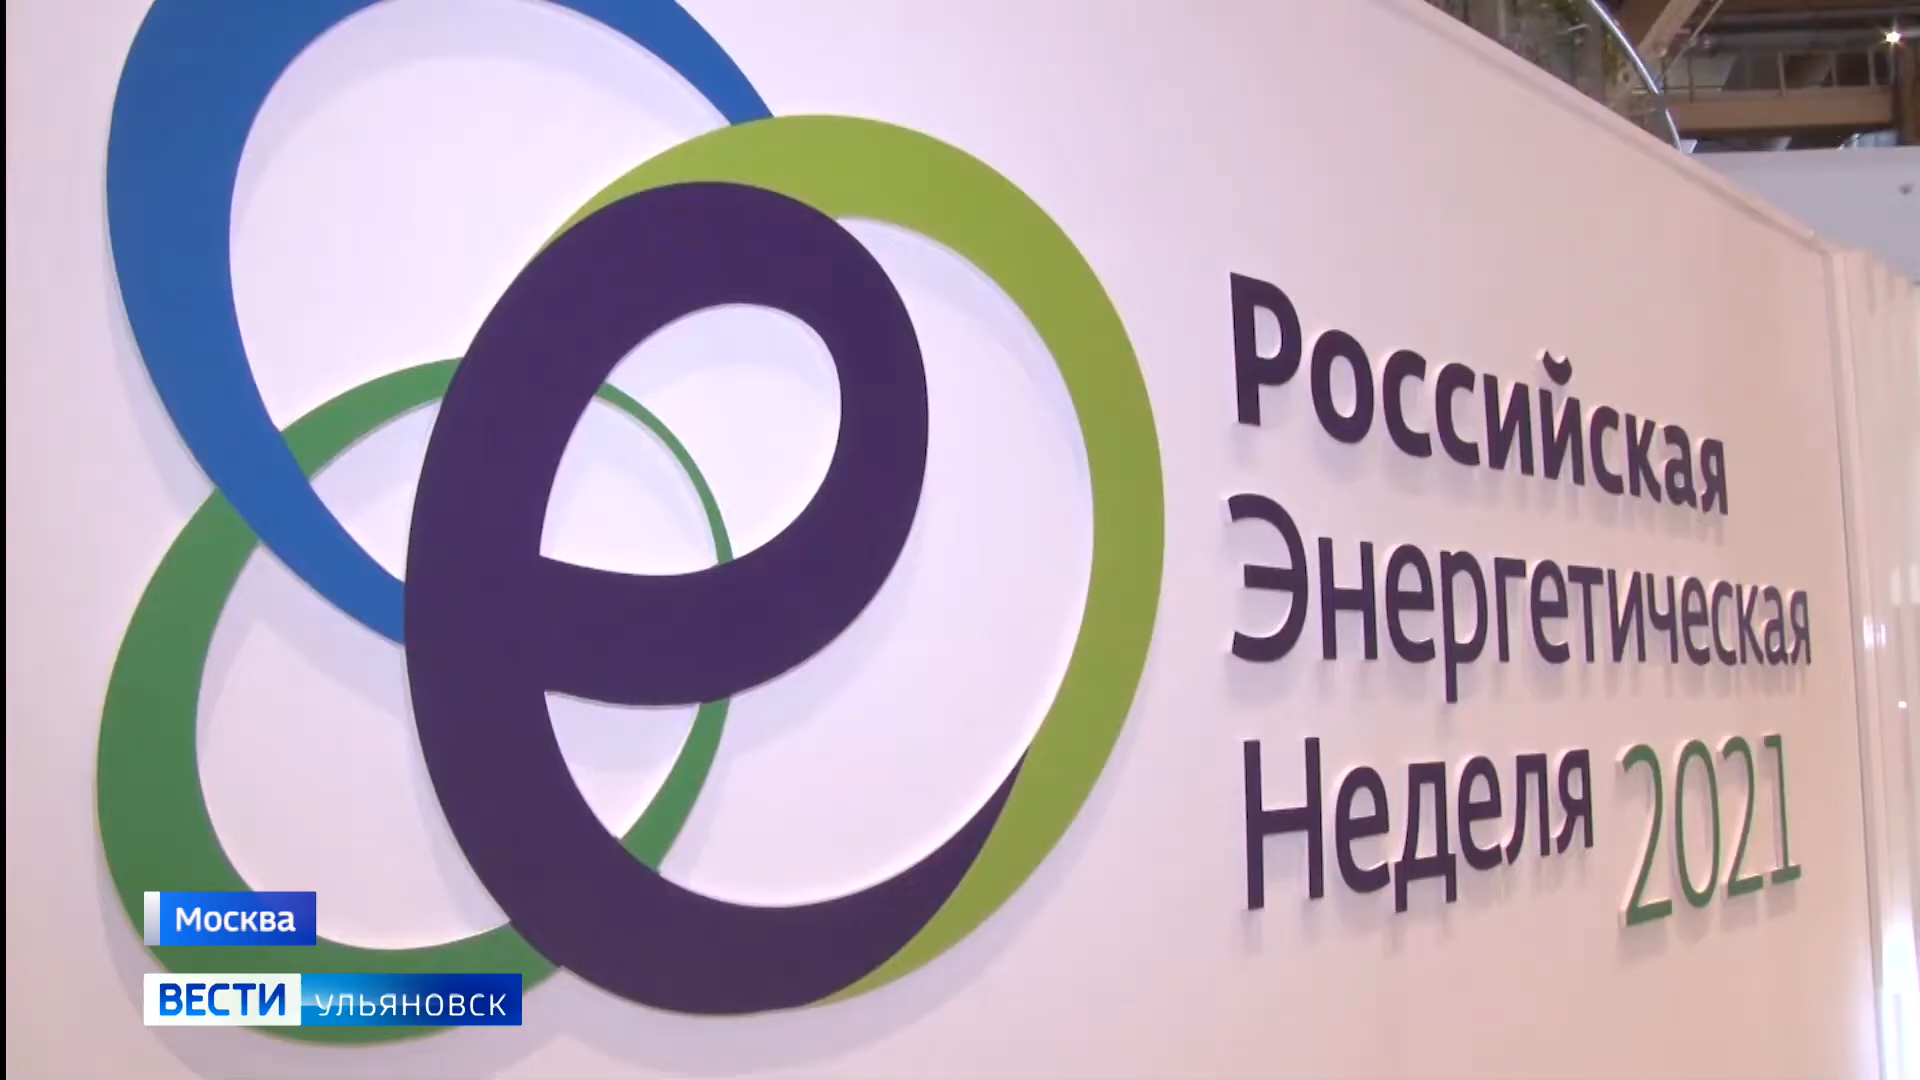 Российская
Энергетическая
Неделя 2021
Москва
ВЕСТИ УЛЬЯНОВСК